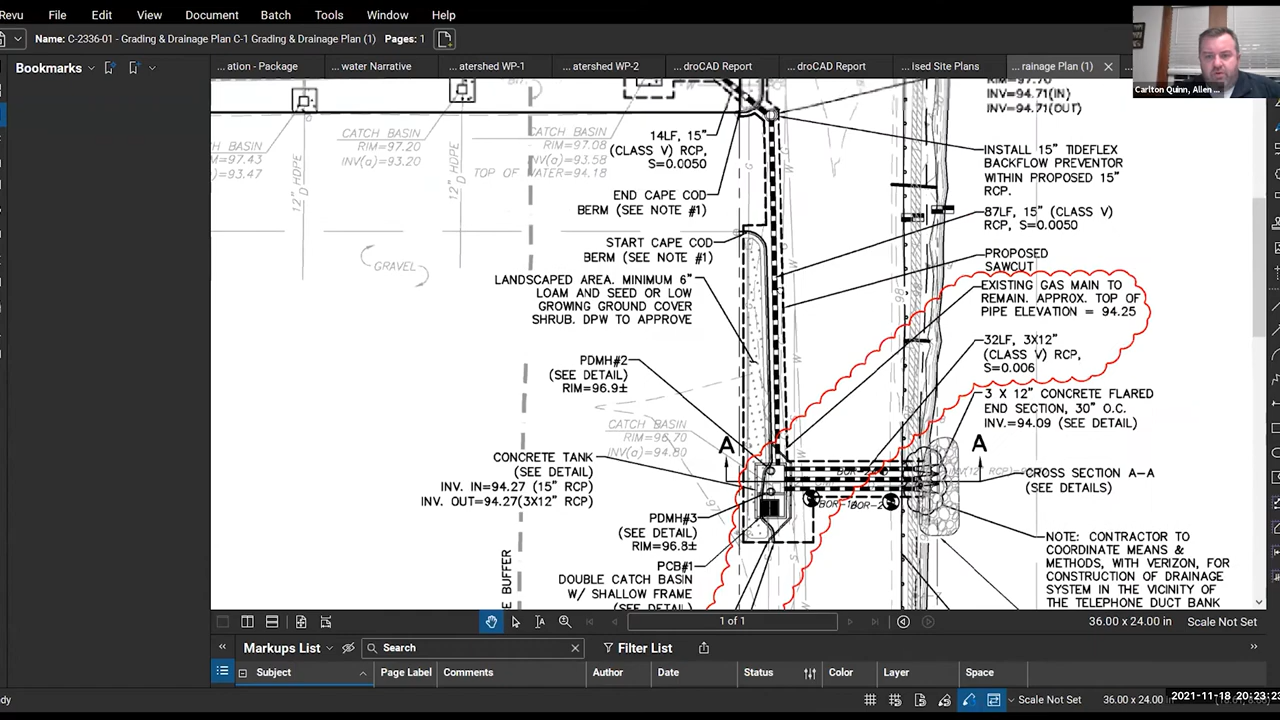 Revu File Edit View Document Batch Tools Window Help
Name: C-2336-01 - Grading & Drainage Plan C-1 Grading & Drainage Plan (1) Pages: 1
Bookmarks
...ation - Package
...water Narrative
...atershed WP-1
...atershed WP-2
...droCAD Report
droCAD Report
...ised Site Plans
...rainage Plan (1)
Carlton Quinn, Allen ...
INV=94.71(IN)
INV=94.71(OUT)
CATCH BASIN
RIM=97.20
INV(a)=93.20
CATCH BASIN
RIM=97.08
INV(a)=93.58
TOP OF WATER=94.18
RIM=97.43
=93.47
12" HDPE
12" HDPE
GRAVEL
14LF, 15"
(CLASS V) RCP
S=0.0050
END CAPE COD
BERM (SEE NOTE #1)
START CAPE COD
BERM (SEE NOTE #1)
LANDSCAPED AREA. MINIMUM 6"
LOAM AND SEED OR LOW
GROWING GROUND COVER
SHRUB. DPW TO APPROVE
PDMH#2
(SEE DETAIL)
RIM=96.9±
CATCH BASIN
RIM=96.70
INV(a)=94.80
CONCRETE TANK
(SEE DETAIL)
INV. IN=94.27 (15" RCP)
INV. OUT=94.27(3X12" RCP)
PDMH#3
(SEE DETAIL)
RIM=96.8±
PCB#1
DOUBLE CATCH BASIN
W/ SHALLOW FRAME
(SEE DETAIL)
E BUFFER
INSTALL 15" TIDEFLEX
BACKFLOW PREVENTOR
WITHIN PROPOSED 15"
RCP.
87LF, 15" (CLASS V)
RCP, S=0.0050
PROPOSED
SAWCUT
EXISTING GAS MAIN TO
REMAIN. APPROX. TOP OF
PIPE ELEVATION = 94.25
32LF, 3X12"
(CLASS V) RCP,
S=0.006
3 X 12" CONCRETE FLARED
END SECTION, 30" O.C.
INV.=94.09 (SEE DETAIL)
A
A
CROSS SECTION A-A
(SEE DETAILS)
NOTE: CONTRACTOR TO
COORDINATE MEANS &
METHODS, WITH VERIZON, FOR
CONSTRUCTION OF DRAINAGE
SYSTEM IN THE VICINITY OF
THE TELEPHONE DUCT BANK
98
1 of 1
36.00 x 24.00 in
Scale Not Set
Markups List
Search
Filter List
Subject
Page Label
Comments
Author
Date
Status
Color
Layer
Space
dy
Scale Not Set
36.00 x 24.00 in
2021-11-18 20:23:23